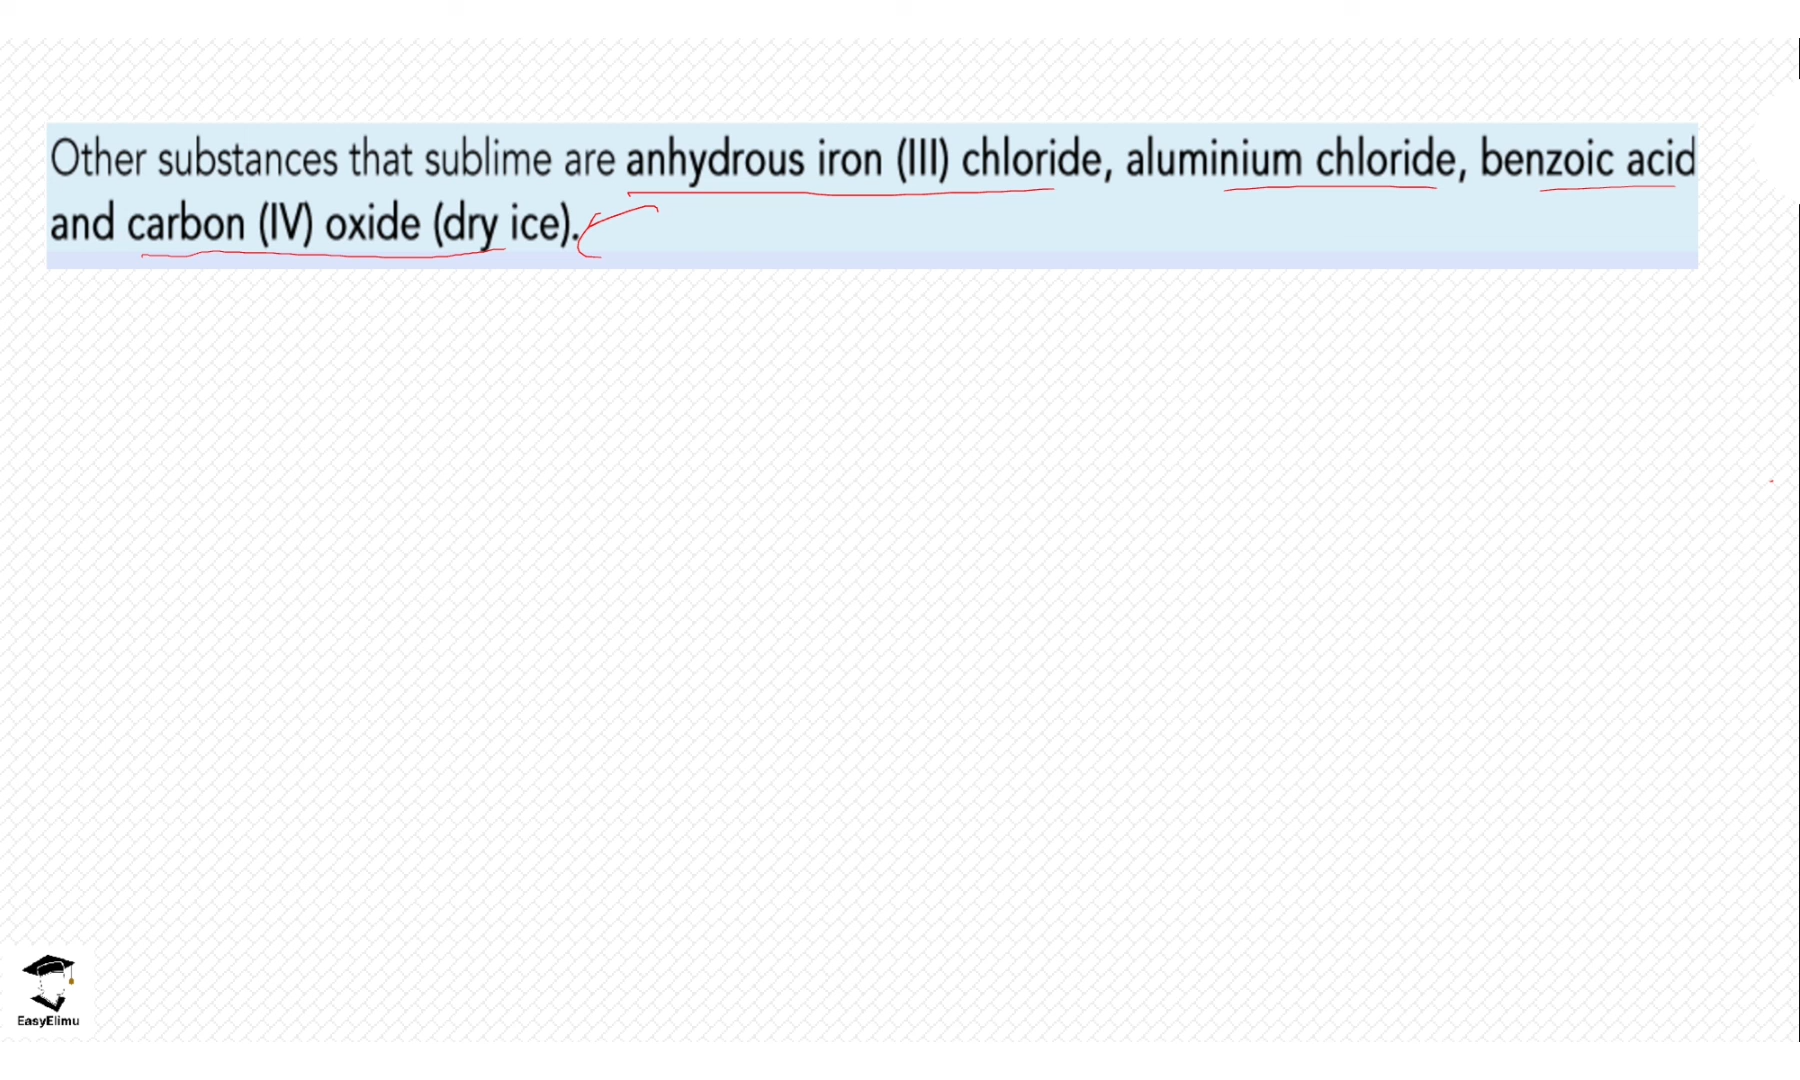 Other substances that sublime are anhydrous iron (III) chloride, aluminium chloride, benzoic acid
and carbon (IV) oxide (dry ice).
EasyElimu